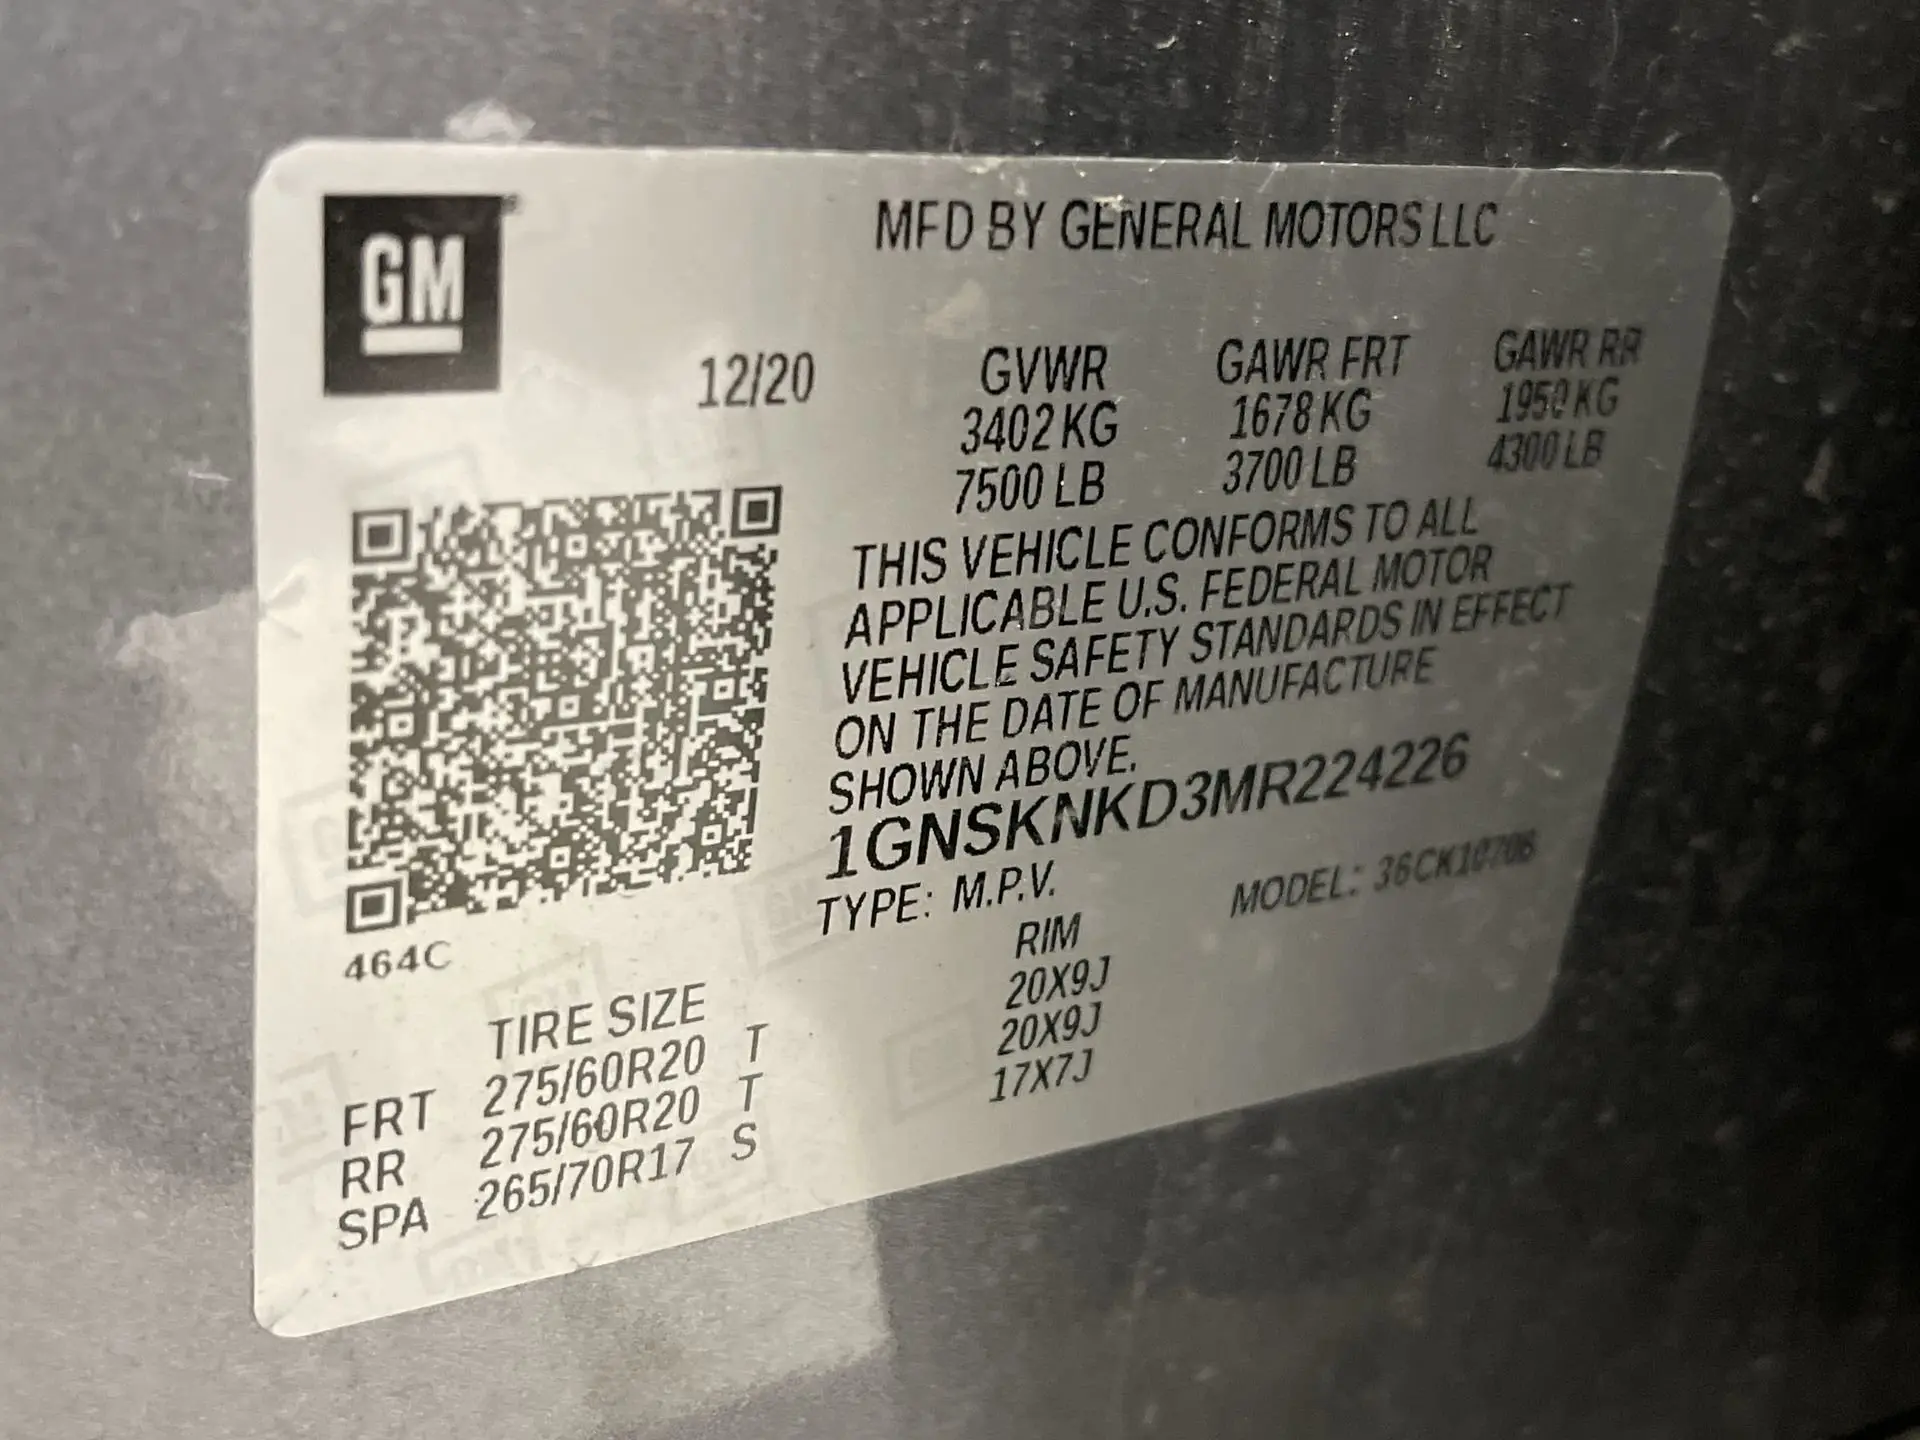 GM
MFD BY GENERAL MOTORS LLC
12/20
GVWR GAWR FRT GAWR RR
3402 KG 1678 KG 1950 KG
7500 LB 3700 LB 4300 LB
THIS VEHICLE CONFORMS TO ALL
APPLICABLE U.S. FEDERAL MOTOR
VEHICLE SAFETY STANDARDS IN EFFECT
ON THE DATE OF MANUFACTURE
SHOWN ABOVE.
1GNSKNKD3MR224226
TYPE: M.P.V. MODEL: 36CK10706
464C
TIRE SIZE RIM
FRT 275/60R20 T 20X9J
RR 275/60R20 T 20X9J
SPA 265/70R17 S 17X7J